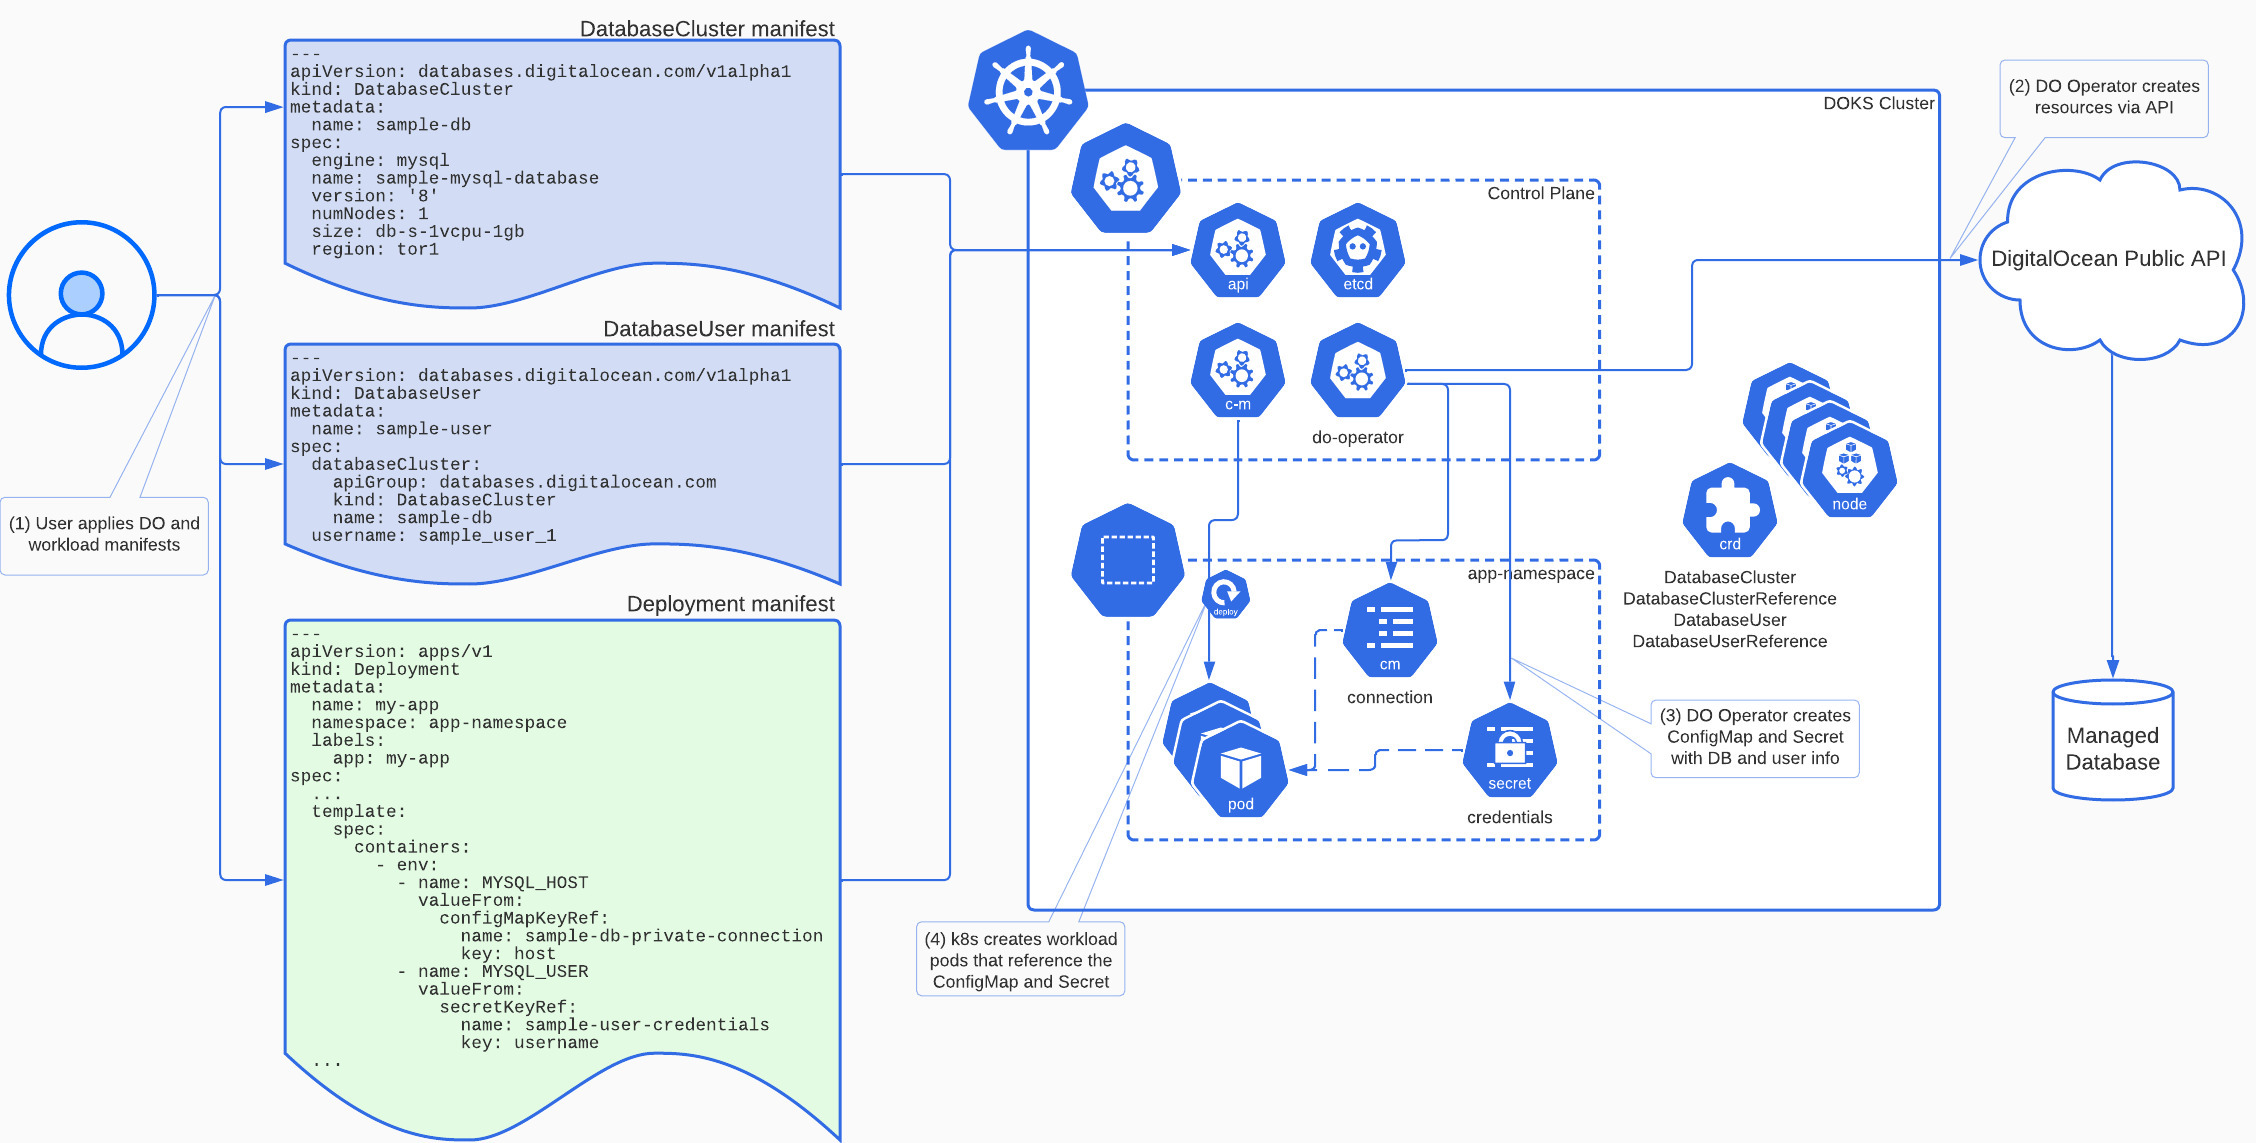 DatabaseCluster manifest
---
apiVersion: databases.digitalocean.com/v1alpha1
kind: DatabaseCluster
metadata:
  name: sample-db
spec:
  engine: mysql
  name: sample-mysql-database
  version: '8'
  numNodes: 1
  size: db-s-1vcpu-1gb
  region: tor1
DatabaseUser manifest
---
apiVersion: databases.digitalocean.com/v1alpha1
kind: DatabaseUser
metadata:
  name: sample-user
spec:
  databaseCluster:
    apiGroup: databases.digitalocean.com
    kind: DatabaseCluster
    name: sample-db
  username: sample_user_1
(1) User applies DO and
workload manifests
Deployment manifest
---
apiVersion: apps/v1
kind: Deployment
metadata:
  name: my-app
  namespace: app-namespace
  labels:
    app: my-app
spec:
  ...
  template:
    spec:
      containers:
        - env:
          - name: MYSQL_HOST
            valueFrom:
              configMapKeyRef:
                name: sample-db-private-connection
                key: host
          - name: MYSQL_USER
            valueFrom:
              secretKeyRef:
                name: sample-user-credentials
                key: username
  ...
DOKS Cluster
Control Plane
api
etcd
c-m
do-operator
app-namespace
deploy
cm
connection
pod
secret
credentials
node
crd
DatabaseCluster
DatabaseClusterReference
DatabaseUser
DatabaseUserReference
(2) DO Operator creates
resources via API
DigitalOcean Public API
Managed
Database
(3) DO Operator creates
ConfigMap and Secret
with DB and user info
(4) k8s creates workload
pods that reference the
ConfigMap and Secret